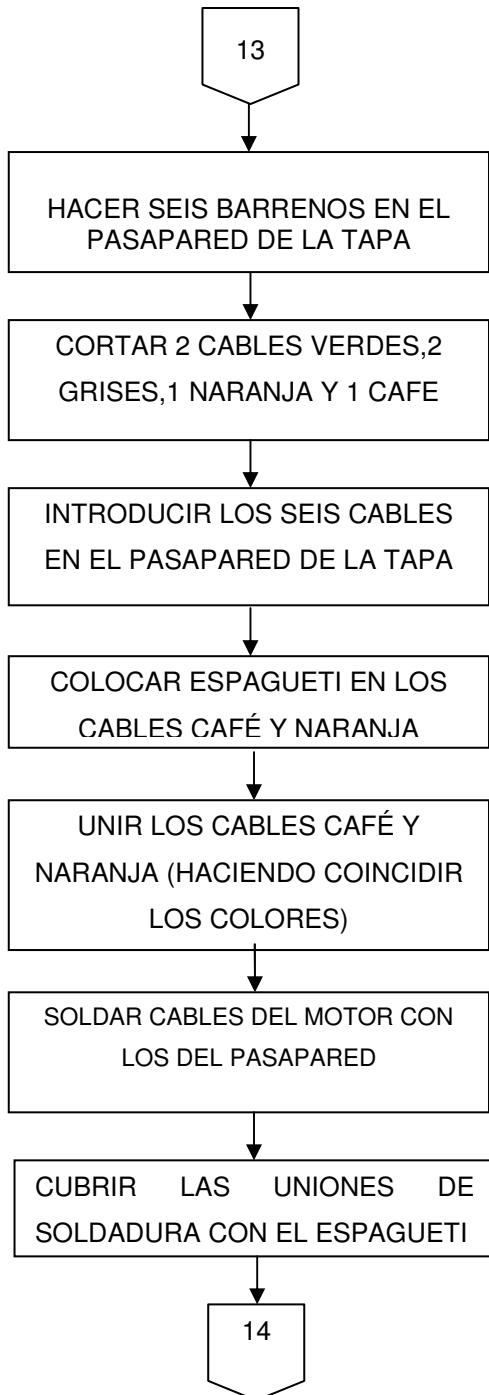 13
HACER SEIS BARRENOS EN EL
PASAPARED DE LA TAPA
CORTAR 2 CABLES VERDES,2
GRISES,1 NARANJA Y 1 CAFE
INTRODUCIR LOS SEIS CABLES
EN EL PASAPARED DE LA TAPA
COLOCAR ESPAGUETI EN LOS
CABLES CAFÉ Y NARANJA
UNIR LOS CABLES CAFÉ Y
NARANJA (HACIENDO COINCIDIR
LOS COLORES)
SOLDAR CABLES DEL MOTOR CON
LOS DEL PASAPARED
CUBRIR LAS UNIONES DE
SOLDADURA CON EL ESPAGUETI
14